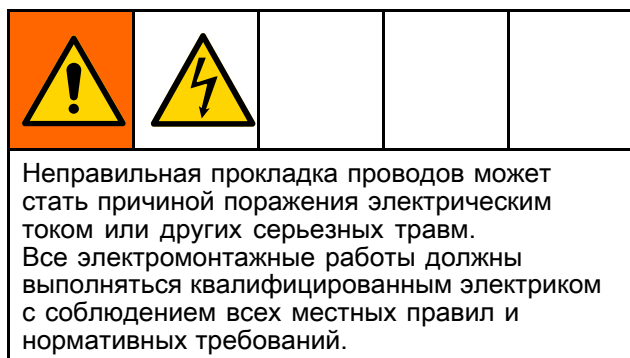 Неправильная прокладка проводов может
стать причиной поражения электрическим
током или других серьезных травм.
Все электромонтажные работы должны
выполняться квалифицированным электриком
с соблюдением всех местных правил и
нормативных требований.